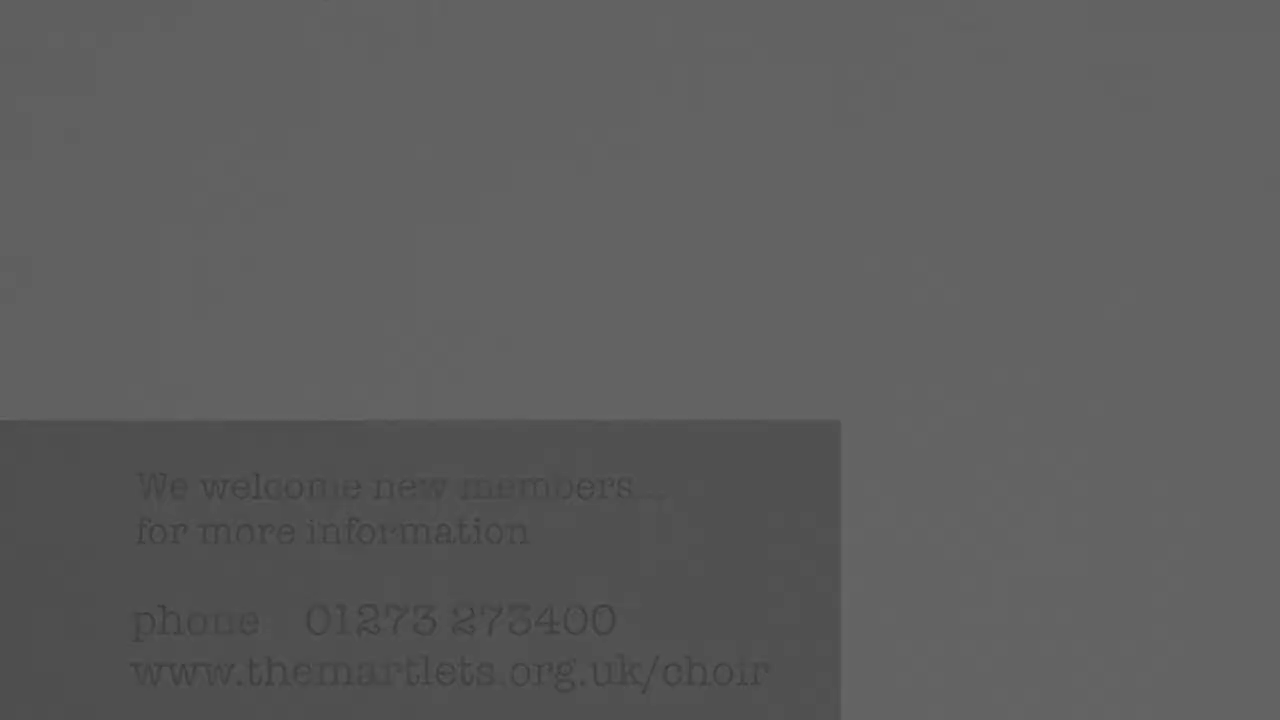 We welcome new members...
for more information
phone 01273 273400
www.themartlets.org.uk/choir